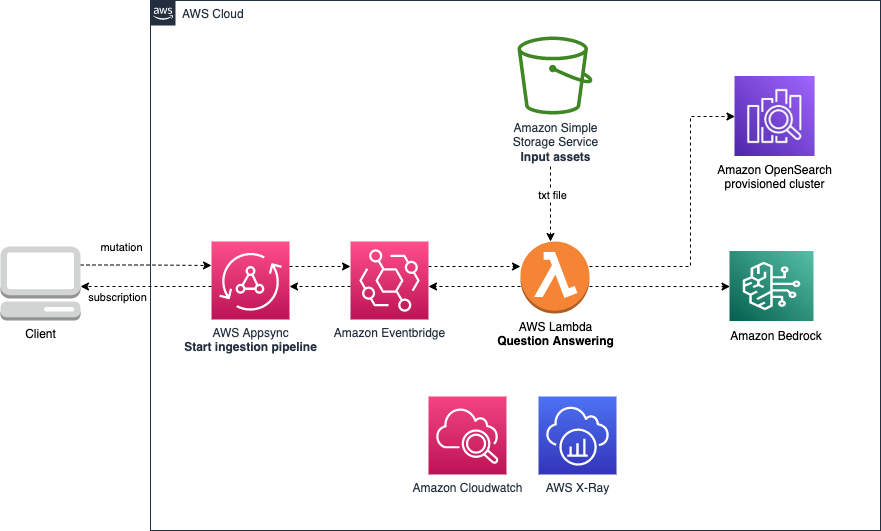 aws
AWS Cloud
Amazon Simple
Storage Service
Input assets
txt file
Amazon OpenSearch
provisioned cluster
mutation
subscription
Client
AWS Appsync
Start ingestion pipeline
Amazon Eventbridge
AWS Lambda
Question Answering
Amazon Bedrock
Amazon Cloudwatch
AWS X-Ray